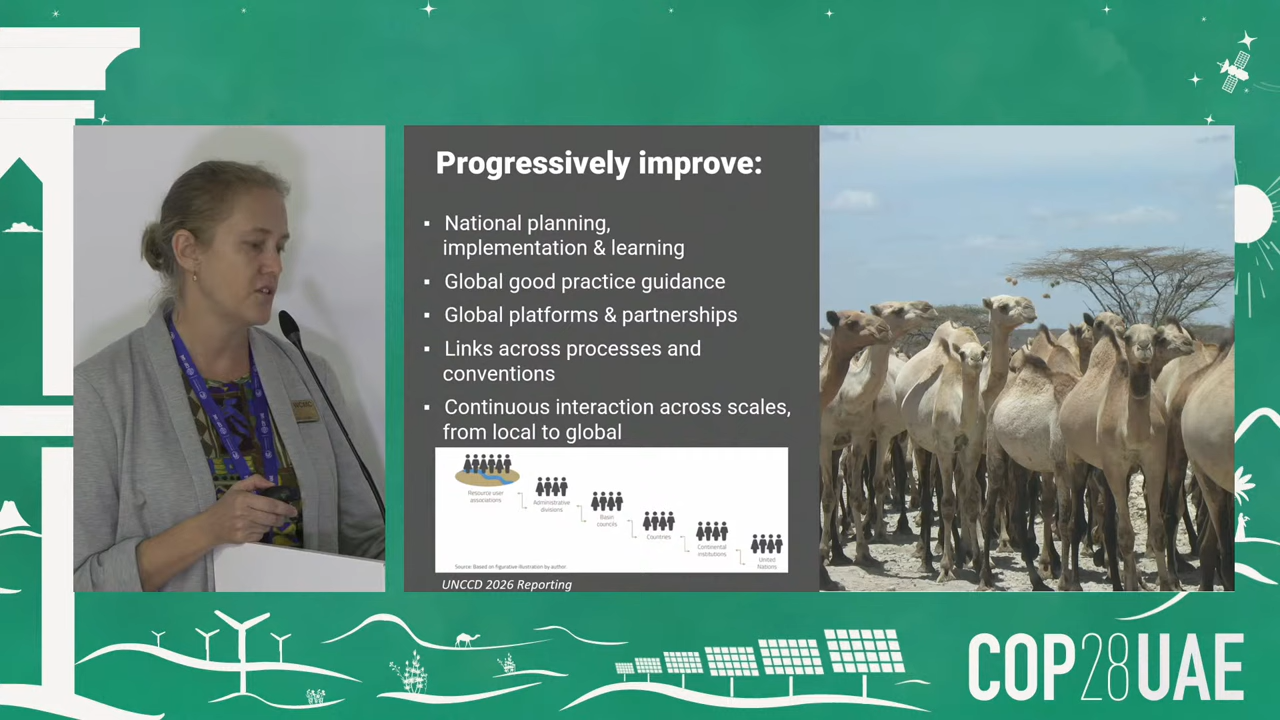 Progressively improve:
▪ National planning,
implementation & learning
▪ Global good practice guidance
▪ Global platforms & partnerships
▪ Links across processes and
conventions
▪ Continuous interaction across scales,
from local to global
Resource user
associations
Administrative
divisions
Basin
councils
Countries
Continental
institutions
United
Nations
Source: Based on figurative illustration by author.
UNCCD 2026 Reporting
COP28UAE